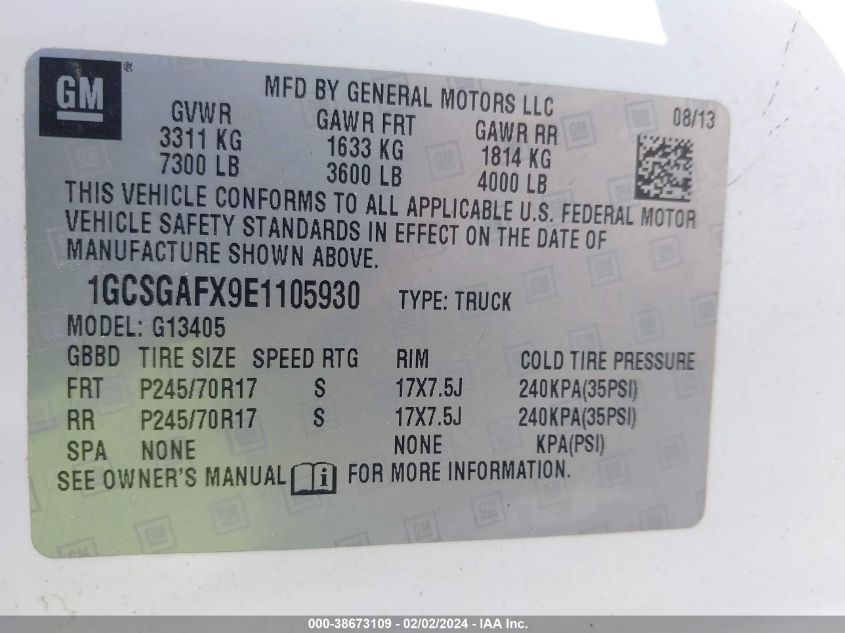 GM®
MFD BY GENERAL MOTORS LLC
08/13
GVWR GAWR FRT GAWR RR
3311 KG 1633 KG 1814 KG
7300 LB 3600 LB 4000 LB
THIS VEHICLE CONFORMS TO ALL APPLICABLE U.S. FEDERAL MOTOR
VEHICLE SAFETY STANDARDS IN EFFECT ON THE DATE OF
MANUFACTURE SHOWN ABOVE.
1GCSGAFX9E1105930 TYPE: TRUCK
MODEL: G13405
GBBD TIRE SIZE SPEED RTG RIM COLD TIRE PRESSURE
FRT P245/70R17 S 17X7.5J 240KPA(35PSI)
RR P245/70R17 S 17X7.5J 240KPA(35PSI)
SPA NONE NONE KPA(PSI)
SEE OWNER'S MANUAL i FOR MORE INFORMATION.
000-38673109 - 02/02/2024 - IAA Inc.